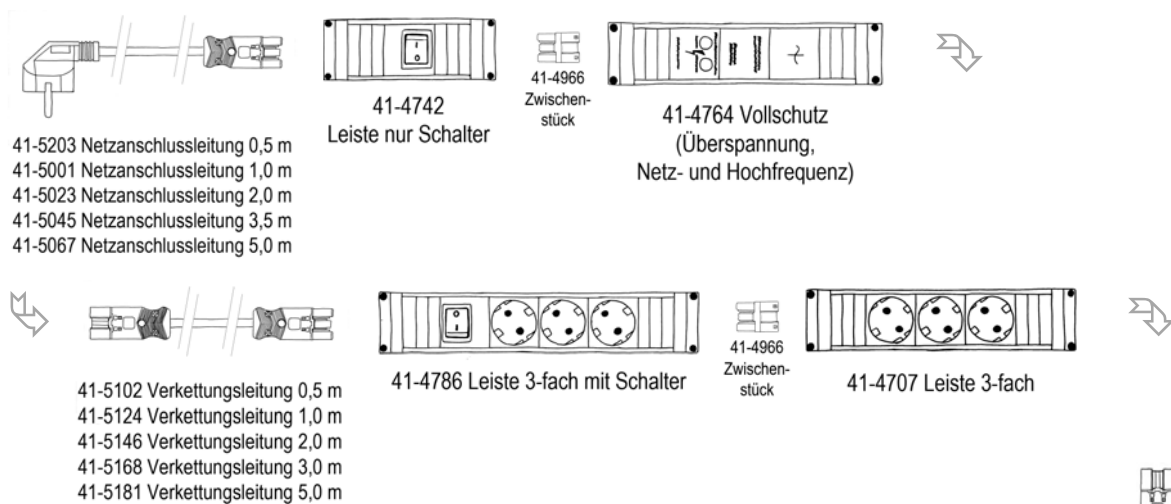 41-5203 Netzanschlussleitung 0,5 m
41-5001 Netzanschlussleitung 1,0 m
41-5023 Netzanschlussleitung 2,0 m
41-5045 Netzanschlussleitung 3,5 m
41-5067 Netzanschlussleitung 5,0 m
41-4742
Leiste nur Schalter
41-4966
Zwischen-
stück
41-4764 Vollschutz
(Überspannung,
Netz- und Hochfrequenz)
41-5102 Verkettungsleitung 0,5 m
41-5124 Verkettungsleitung 1,0 m
41-5146 Verkettungsleitung 2,0 m
41-5168 Verkettungsleitung 3,0 m
41-5181 Verkettungsleitung 5,0 m
41-4786 Leiste 3-fach mit Schalter
41-4966
Zwischen-
stück
41-4707 Leiste 3-fach